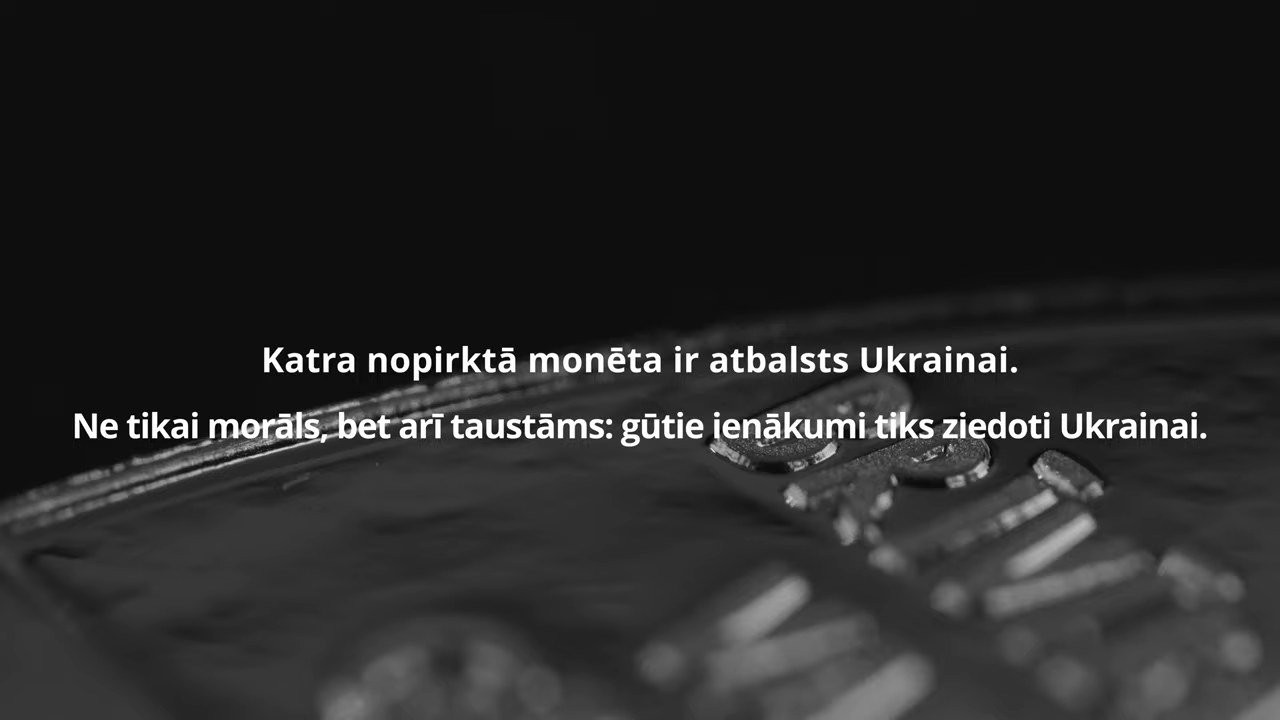 Katra nopirktā monēta ir atbalsts Ukrainai.
Ne tikai morāls, bet arī taustāms: gūtie ienākumi tiks ziedoti Ukrainai.